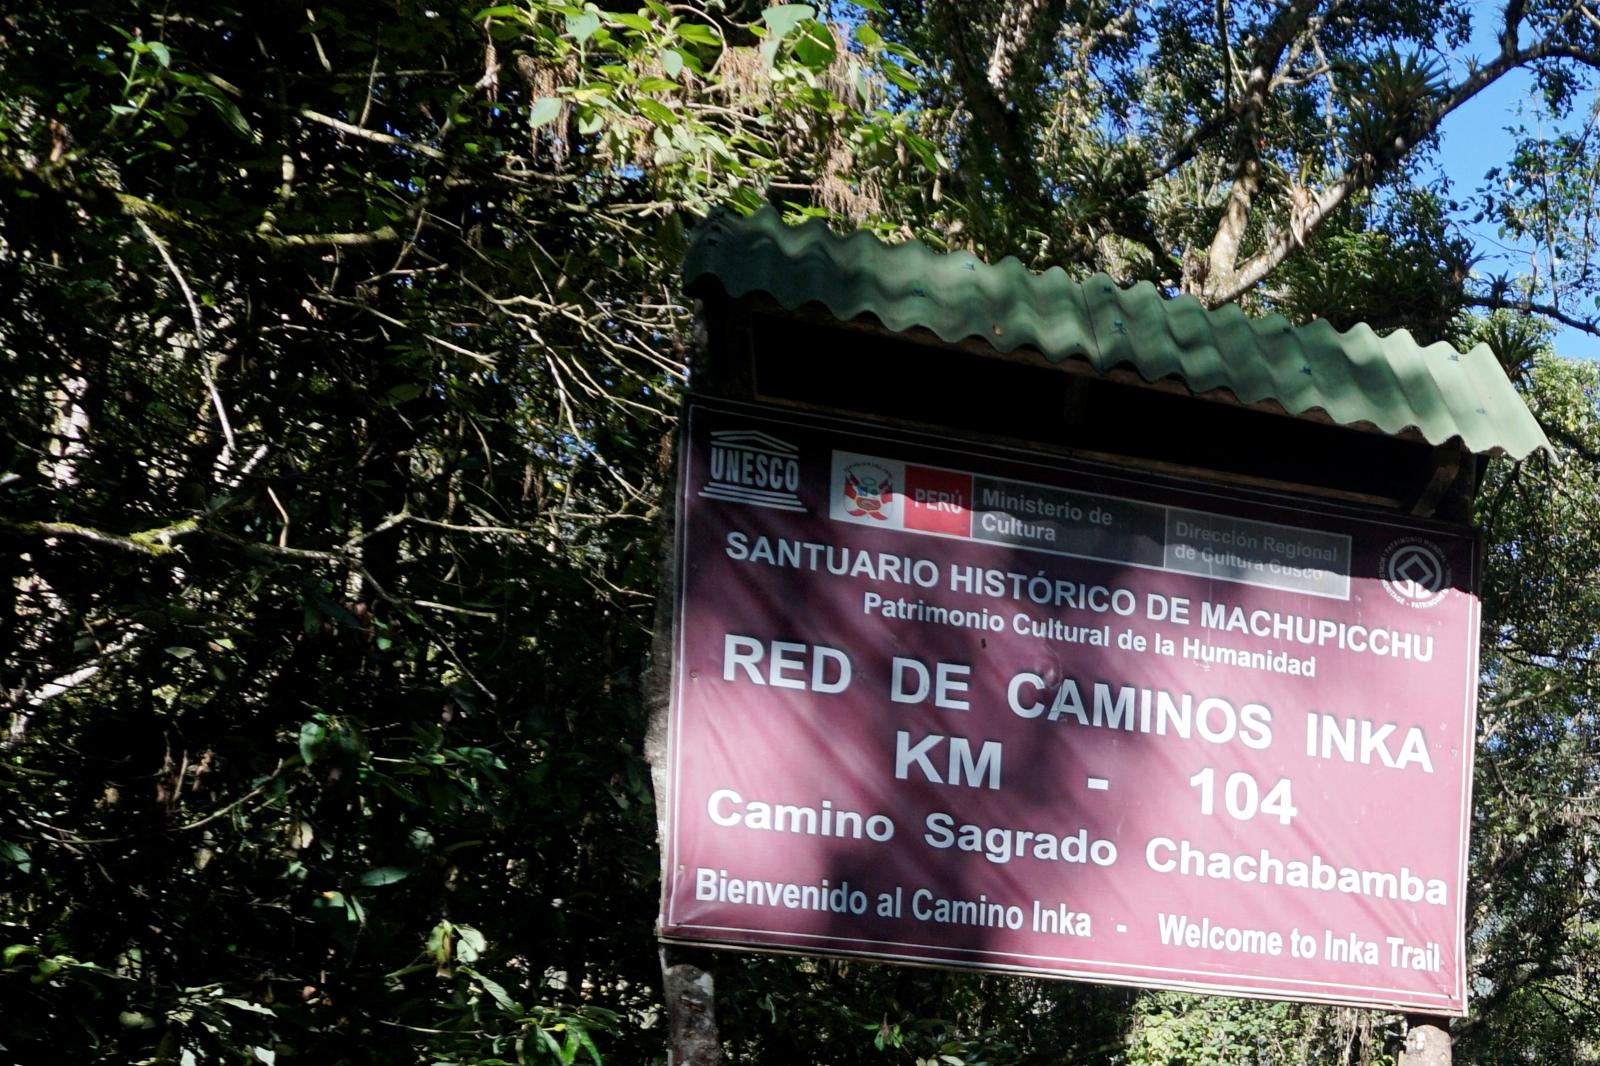 UNESCO
PERÚ
Ministerio de
Cultura
Dirección Regional
de Cultura Cusco
SANTUARIO HISTÓRICO DE MACHUPICCHU
Patrimonio Cultural de la Humanidad
RED DE CAMINOS INKA
KM - 104
Camino Sagrado Chachabamba
Bienvenido al Camino Inka - Welcome to Inka Trail